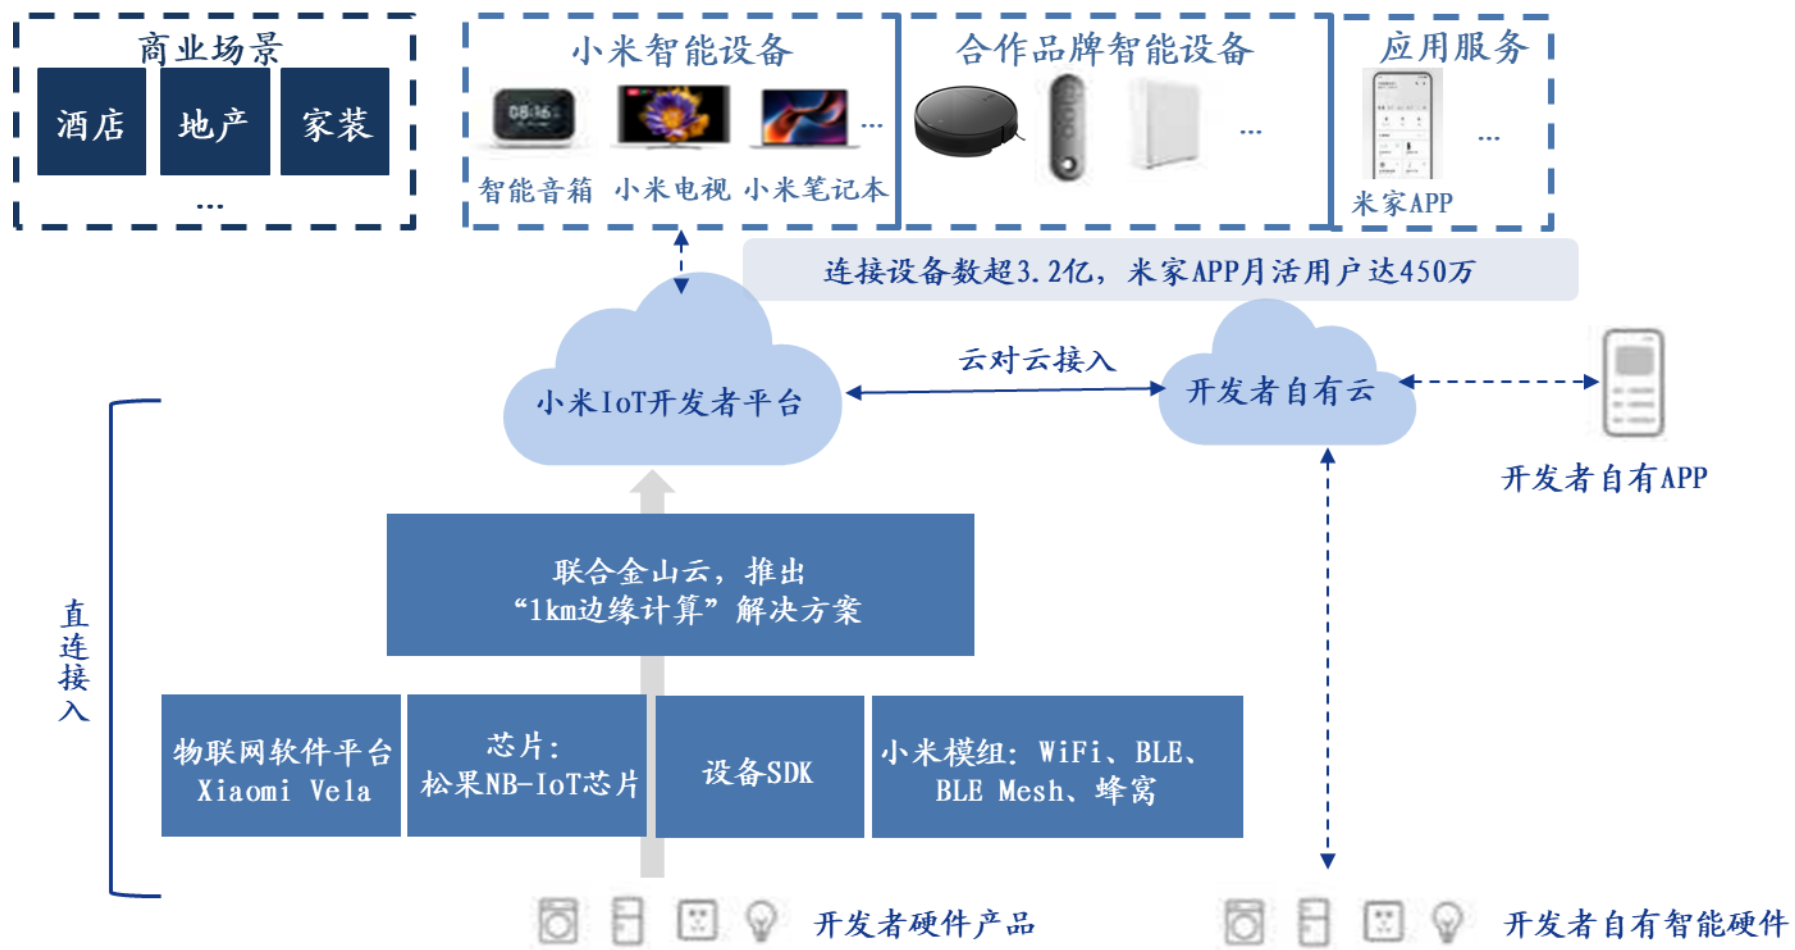 商业场景
酒店
地产
家装
...
小米智能设备
08:16
智能音箱
小米电视
小米笔记本
...
合作品牌智能设备
...
应用服务
米家APP
...
连接设备数超3.2亿，米家APP月活用户达450万
小米IoT开发者平台
云对云接入
开发者自有云
开发者自有APP
直连接入
联合金山云，推出
“1km边缘计算”解决方案
物联网软件平台
Xiaomi Vela
芯片：
松果NB-IoT芯片
设备SDK
小米模组：WiFi、BLE、
BLE Mesh、蜂窝
开发者硬件产品
开发者自有智能硬件